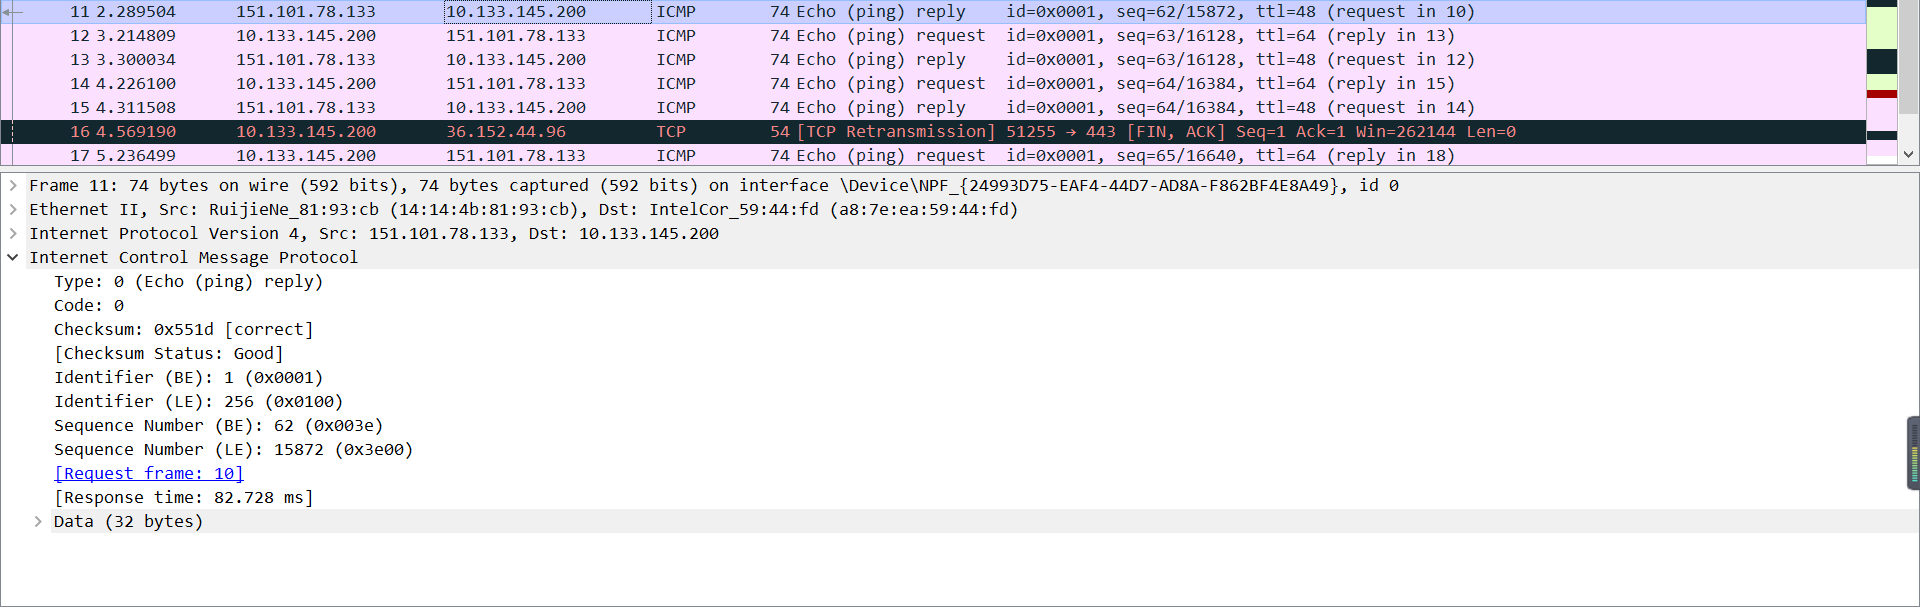 11 2.289504 151.101.78.133 10.133.145.200 ICMP 74 Echo (ping) reply id=0x0001, seq=62/15872, ttl=48 (request in 10)
12 3.214809 10.133.145.200 151.101.78.133 ICMP 74 Echo (ping) request id=0x0001, seq=63/16128, ttl=64 (reply in 13)
13 3.300034 151.101.78.133 10.133.145.200 ICMP 74 Echo (ping) reply id=0x0001, seq=63/16128, ttl=48 (request in 12)
14 4.226100 10.133.145.200 151.101.78.133 ICMP 74 Echo (ping) request id=0x0001, seq=64/16384, ttl=64 (reply in 15)
15 4.311508 151.101.78.133 10.133.145.200 ICMP 74 Echo (ping) reply id=0x0001, seq=64/16384, ttl=48 (request in 14)
16 4.569190 10.133.145.200 36.152.44.96 TCP 54 [TCP Retransmission] 51255 → 443 [FIN, ACK] Seq=1 Ack=1 Win=262144 Len=0
17 5.236499 10.133.145.200 151.101.78.133 ICMP 74 Echo (ping) request id=0x0001, seq=65/16640, ttl=64 (reply in 18)
Frame 11: 74 bytes on wire (592 bits), 74 bytes captured (592 bits) on interface \Device\NPF_{24993D75-EAF4-44D7-AD8A-F862BF4E8A49}, id 0
Ethernet II, Src: RuijieNe_81:93:cb (14:14:4b:81:93:cb), Dst: IntelCor_59:44:fd (a8:7e:ea:59:44:fd)
Internet Protocol Version 4, Src: 151.101.78.133, Dst: 10.133.145.200
Internet Control Message Protocol
Type: 0 (Echo (ping) reply)
Code: 0
Checksum: 0x551d [correct]
[Checksum Status: Good]
Identifier (BE): 1 (0x0001)
Identifier (LE): 256 (0x0100)
Sequence Number (BE): 62 (0x003e)
Sequence Number (LE): 15872 (0x3e00)
[Request frame: 10]
[Response time: 82.728 ms]
Data (32 bytes)